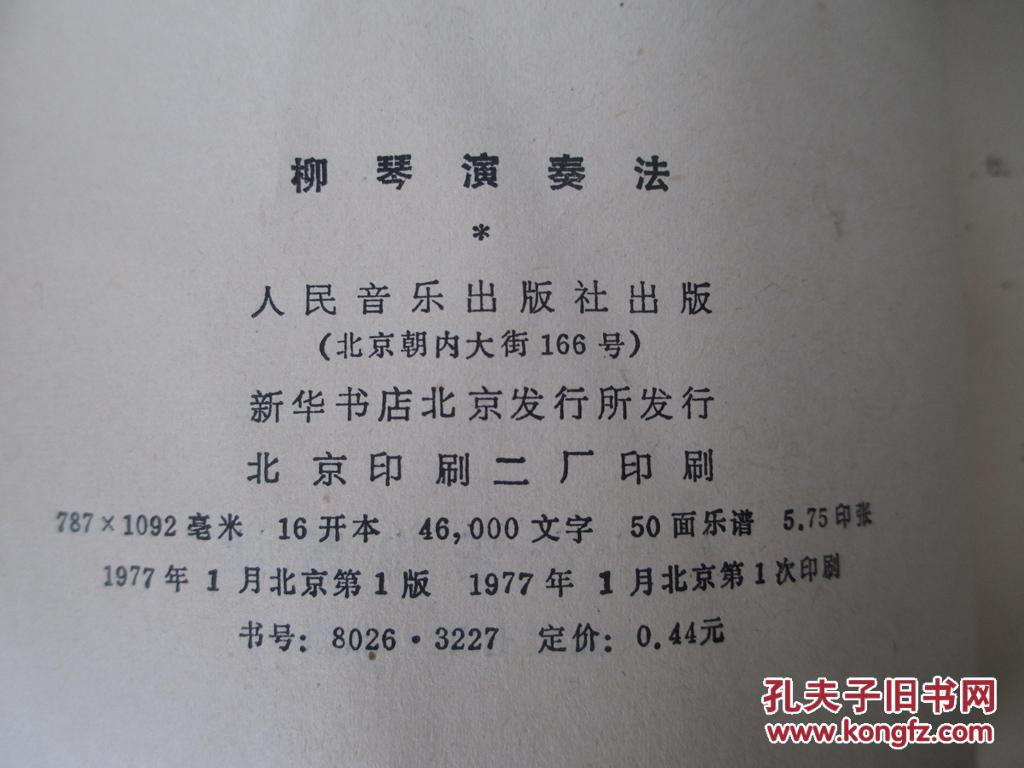 柳琴演奏法
*
人民音乐出版社出版
(北京朝内大街166号)
新华书店北京发行所发行
北京印刷二厂印刷
787×1092毫米 16开本 46,000文字 50面乐谱 5.75印张
1977年1月北京第1版 1977年1月北京第1次印刷
书号: 8026·3227 定价: 0.44元
孔夫子旧书网
www.kongfz.com